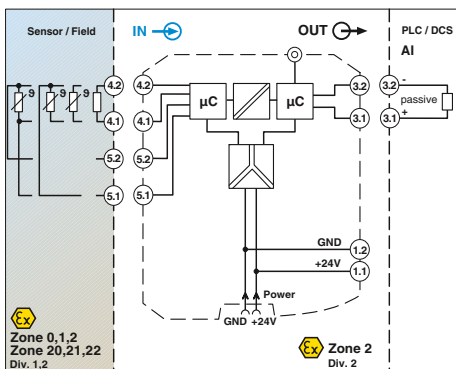 Sensor / Field
IN
OUT
PLC / DCS
AI
ϑ ϑ ϑ
4.2 4.2 µC µC 3.2 3.2 -
passive
4.1 4.1 3.1 3.1 +
5.2 5.2
5.1 5.1
GND 1.2
+24V 1.1
Power
GND +24V
Ex
Zone 0,1,2
Zone 20,21,22
Div. 1,2
Ex Zone 2
Div. 2